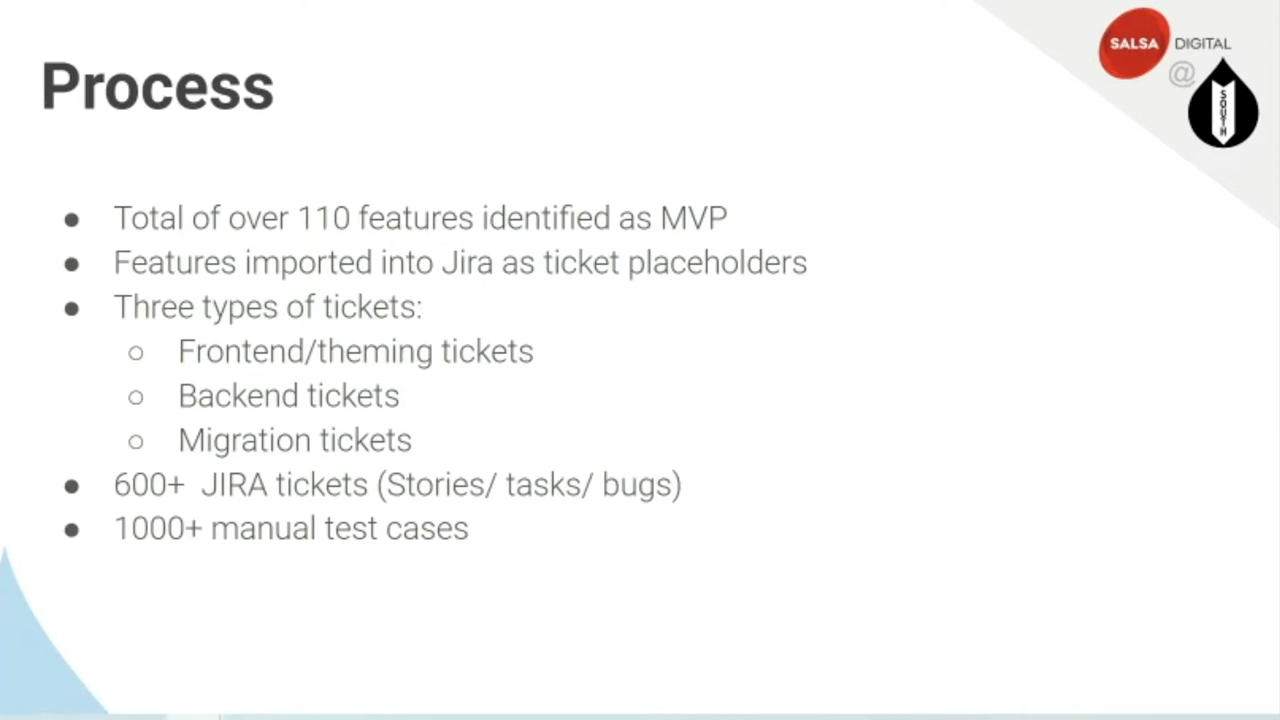 SALSA DIGITAL
@
SOUTH
Process
● Total of over 110 features identified as MVP
● Features imported into Jira as ticket placeholders
● Three types of tickets:
○ Frontend/theming tickets
○ Backend tickets
○ Migration tickets
● 600+ JIRA tickets (Stories/ tasks/ bugs)
● 1000+ manual test cases